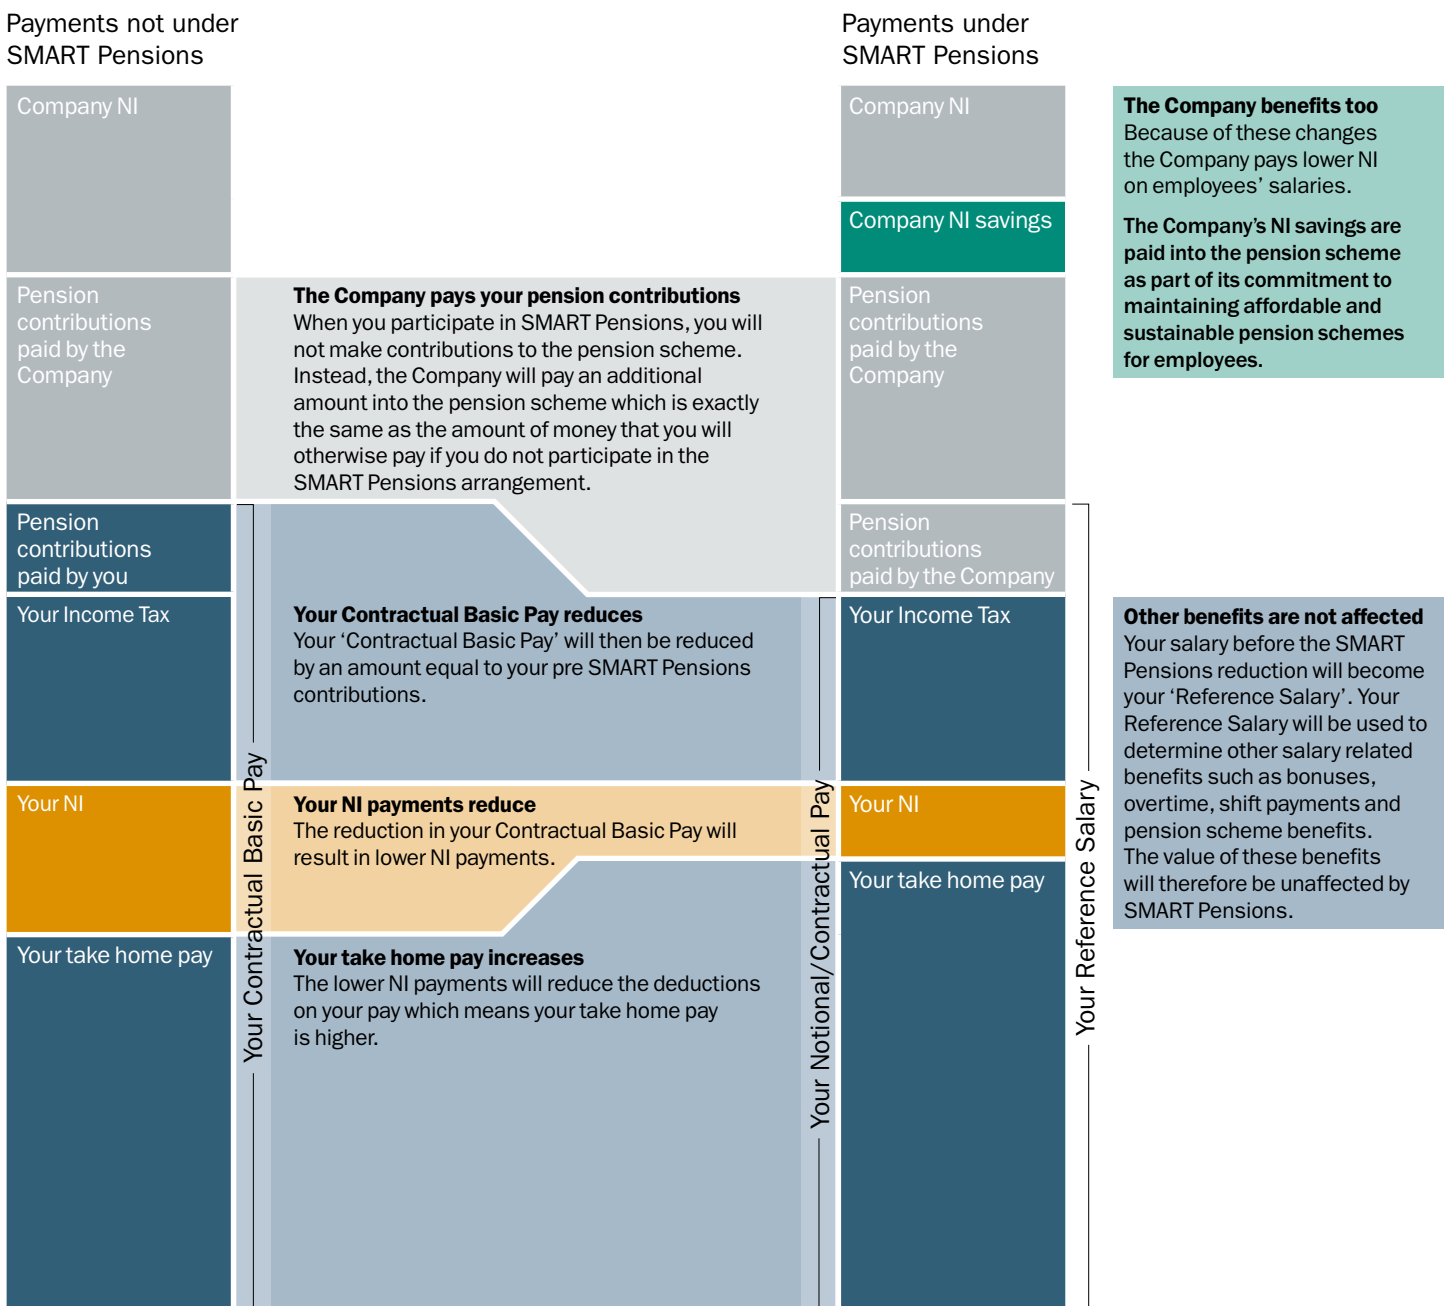 Payments not under
SMART Pensions
Company NI
Pension
contributions
paid by the
Company
Pension
contributions
paid by you
Your Income Tax
Your NI
Your take home pay
Your Contractual Basic Pay
The Company pays your pension contributions
When you participate in SMART Pensions, you will
not make contributions to the pension scheme.
Instead, the Company will pay an additional
amount into the pension scheme which is exactly
the same as the amount of money that you will
otherwise pay if you do not participate in the
SMART Pensions arrangement.
Your Contractual Basic Pay reduces
Your ‘Contractual Basic Pay’ will then be reduced
by an amount equal to your pre SMART Pensions
contributions.
Your NI payments reduce
The reduction in your Contractual Basic Pay will
result in lower NI payments.
Your take home pay increases
The lower NI payments will reduce the deductions
on your pay which means your take home pay
is higher.
Your Notional/Contractual Pay
Payments under
SMART Pensions
Company NI
Company NI savings
Pension
contributions
paid by the
Company
Pension
contributions
paid by the Company
Your Income Tax
Your NI
Your take home pay
Your Reference Salary
The Company benefits too
Because of these changes
the Company pays lower NI
on employees’ salaries.
The Company’s NI savings are
paid into the pension scheme
as part of its commitment to
maintaining affordable and
sustainable pension schemes
for employees.
Other benefits are not affected
Your salary before the SMART
Pensions reduction will become
your ‘Reference Salary’. Your
Reference Salary will be used to
determine other salary related
benefits such as bonuses,
overtime, shift payments and
pension scheme benefits.
The value of these benefits
will therefore be unaffected by
SMART Pensions.